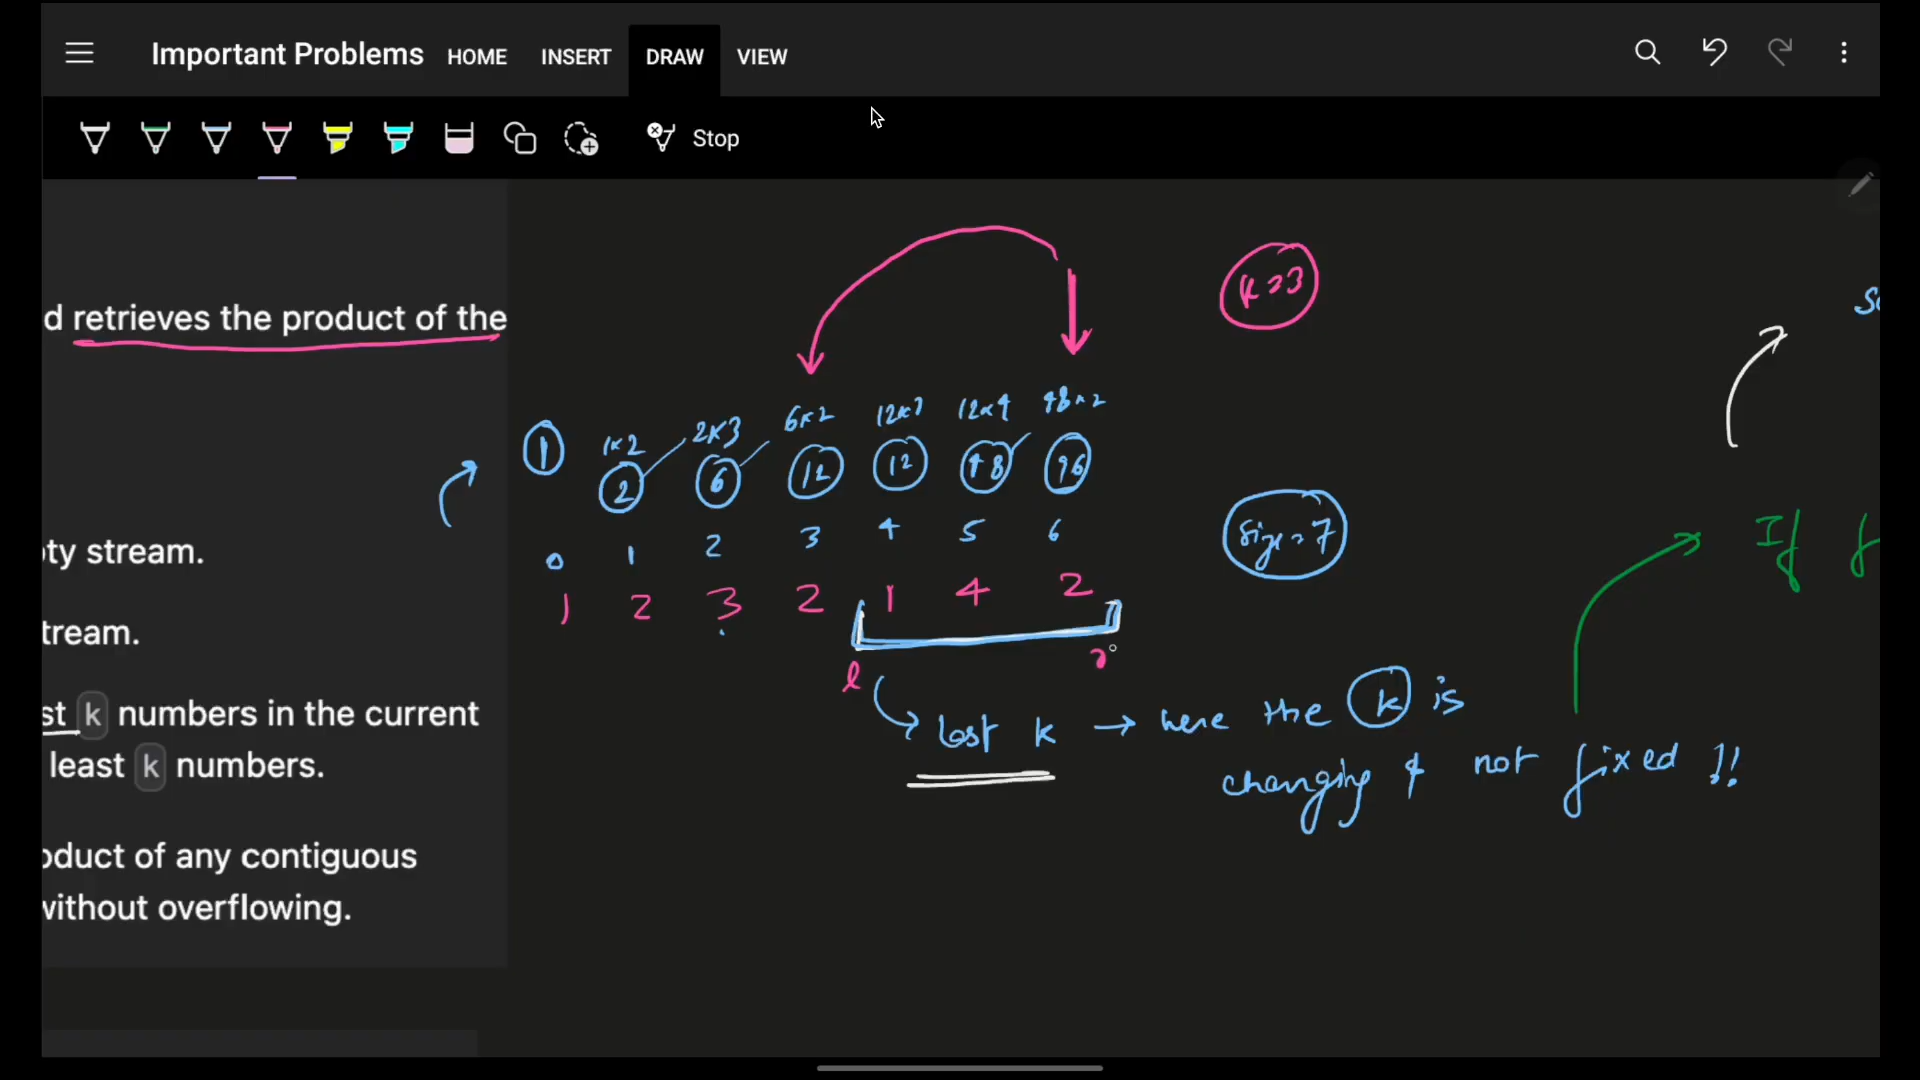 Important Problems HOME INSERT DRAW VIEW
Stop
d retrieves the product of the
ty stream.
tream.
st k numbers in the current
least k numbers.
oduct of any contiguous
without overflowing.
k=3
1x2 2x3 6x2 12x1 12x4 48x2
1 2 6 12 12 48 96
0 1 2 3 4 5 6
1 2 3 2 1 4 2
Size=7
l r
last k → here the k is
changing & not fixed !!
If